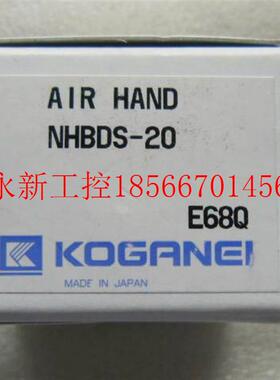 AIR HAND
NHBDS-20
永新工控18566701456
E68Q
KOGANEI
MADE IN JAPAN